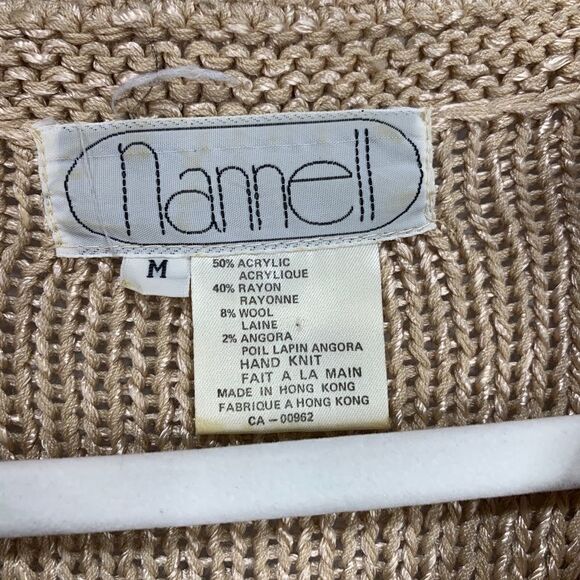 nannell
M
50% ACRYLIC
ACRYLIQUE
40% RAYON
RAYONNE
8% WOOL
LAINE
2% ANGORA
POIL LAPIN ANGORA
HAND KNIT
FAIT A LA MAIN
MADE IN HONG KONG
FABRIQUE A HONG KONG
CA-00962